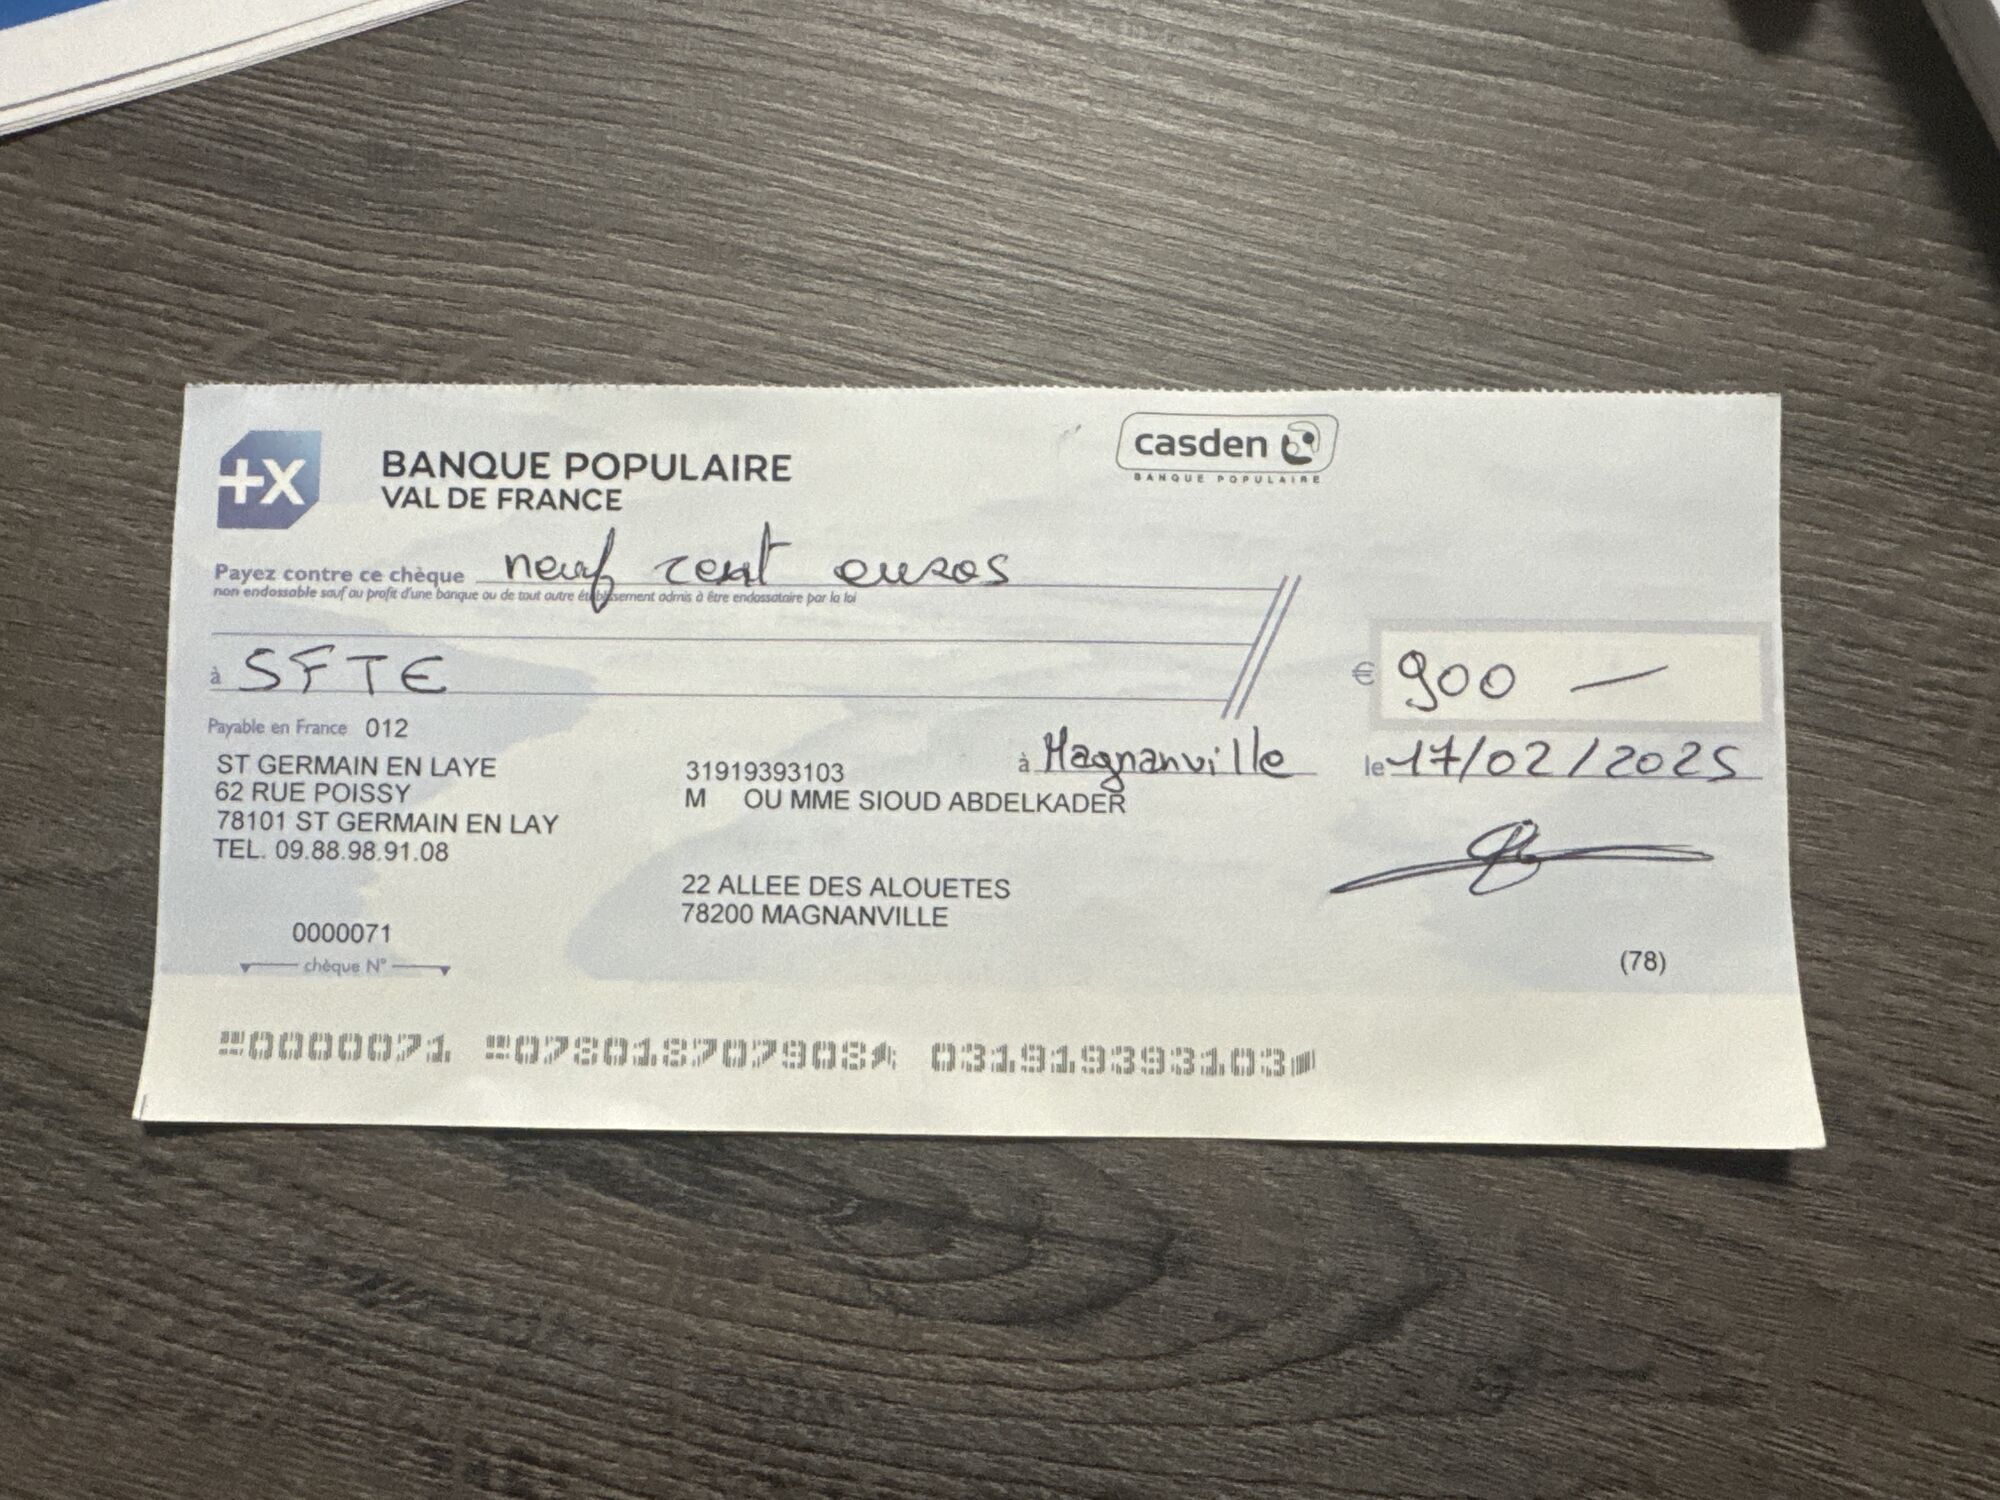 +X
BANQUE POPULAIRE
VAL DE FRANCE
casden
BANQUE POPULAIRE
Payez contre ce chèque neuf cent euros
non endossable sauf au profit d'une banque ou de tout autre établissement admis à être endossataire par la loi
à SFTE
€ 900 —
Payable en France 012
à Magnanville le 17/02/2025
ST GERMAIN EN LAYE
62 RUE POISSY
78101 ST GERMAIN EN LAY
TEL. 09.88.98.91.08
31919393103
M OU MME SIOUD ABDELKADER
22 ALLEE DES ALOUETES
78200 MAGNANVILLE
0000071
chèque N°
(78)
0000071 078018707908 031919393103